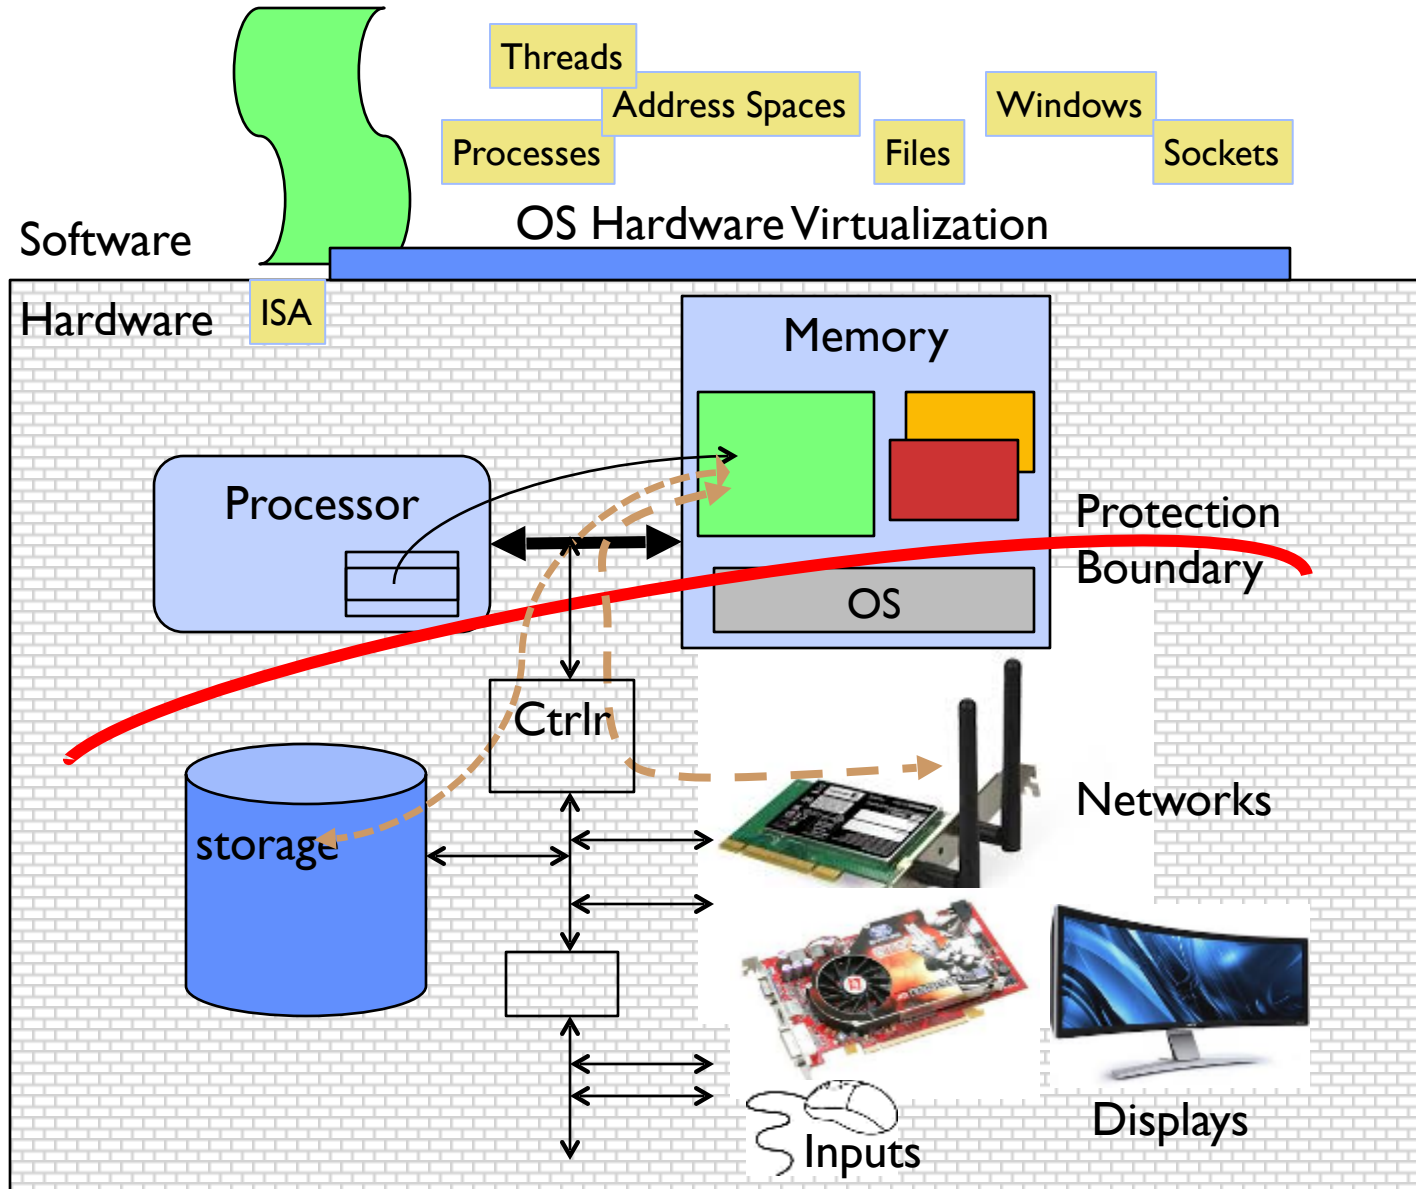 Threads
Address Spaces
Windows
Processes
Files
Sockets
OS Hardware Virtualization
Software
Hardware
ISA
Memory
Processor
Protection
Boundary
OS
Ctrlr
Networks
storage
Displays
Inputs